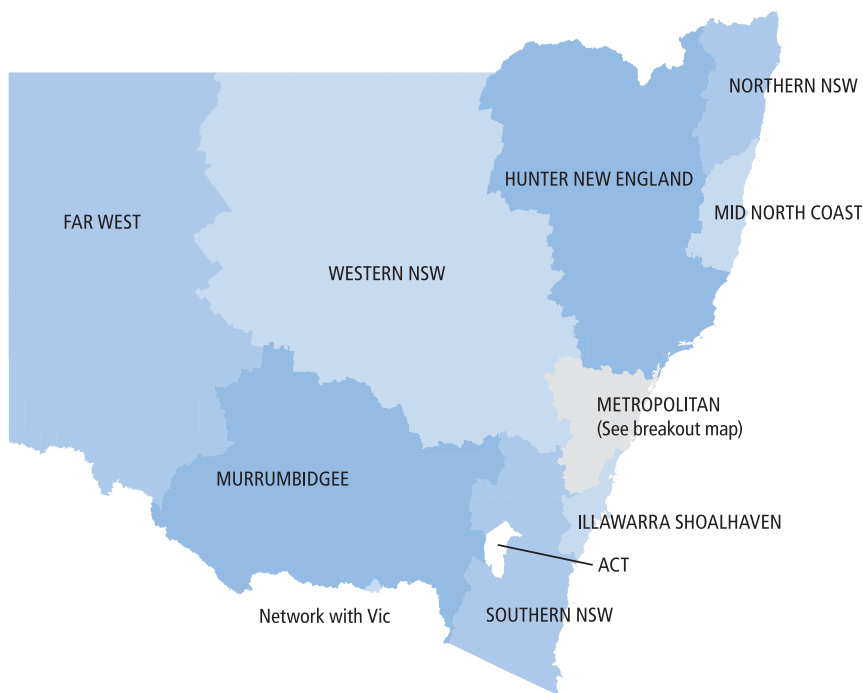 NORTHERN NSW
HUNTER NEW ENGLAND
MID NORTH COAST
FAR WEST
WESTERN NSW
METROPOLITAN
(See breakout map)
MURRUMBIDGEE
ILLAWARRA SHOALHAVEN
ACT
Network with Vic
SOUTHERN NSW